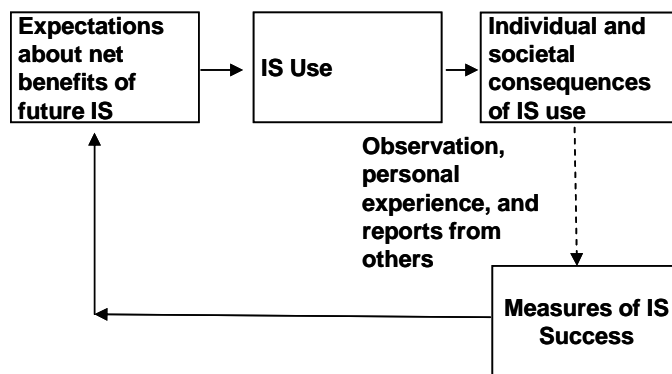 Expectations
about net
benefits of
future IS
IS Use
Individual and
societal
consequences
of IS use
Observation,
personal
experience, and
reports from
others
Measures of IS
Success